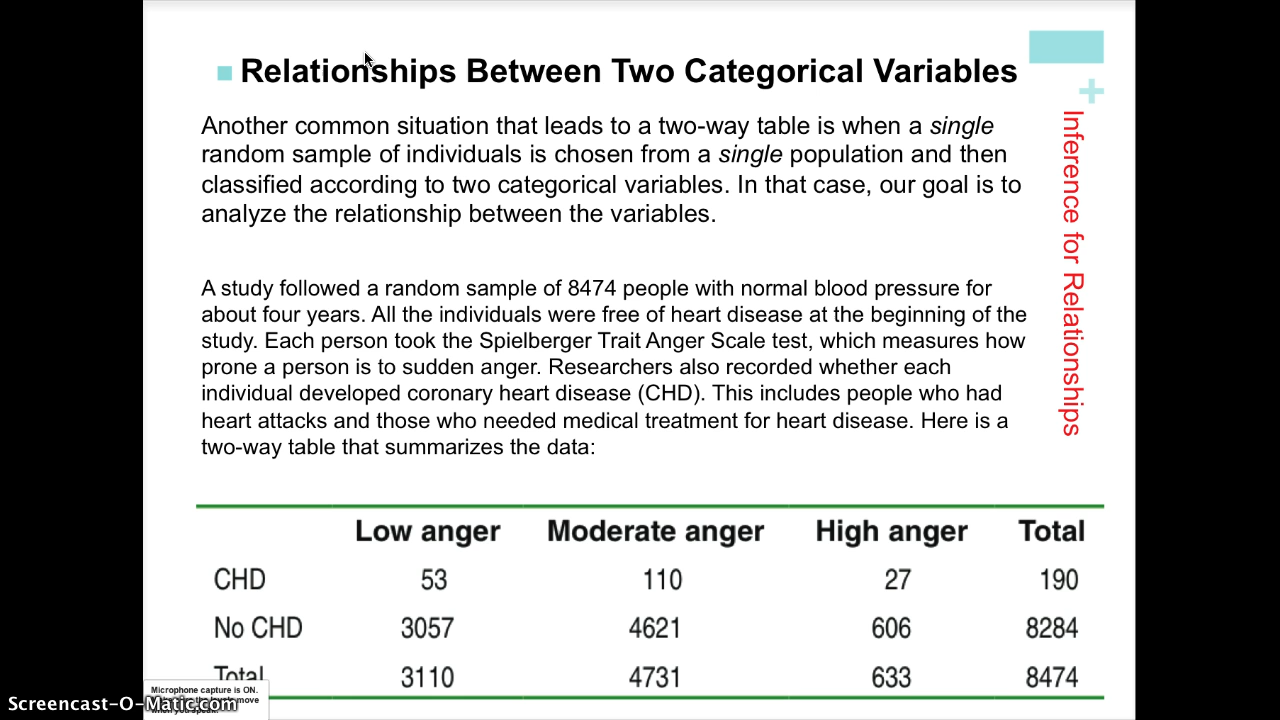 Relationships Between Two Categorical Variables
Another common situation that leads to a two-way table is when a single
random sample of individuals is chosen from a single population and then
classified according to two categorical variables. In that case, our goal is to
analyze the relationship between the variables.
A study followed a random sample of 8474 people with normal blood pressure for
about four years. All the individuals were free of heart disease at the beginning of the
study. Each person took the Spielberger Trait Anger Scale test, which measures how
prone a person is to sudden anger. Researchers also recorded whether each
individual developed coronary heart disease (CHD). This includes people who had
heart attacks and those who needed medical treatment for heart disease. Here is a
two-way table that summarizes the data:
Low anger Moderate anger High anger Total
CHD 53 110 27 190
No CHD 3057 4621 606 8284
Total 3110 4731 633 8474
+
Inference for Relationships
Microphone capture is ON.
move
Screencast-O-Matic.com